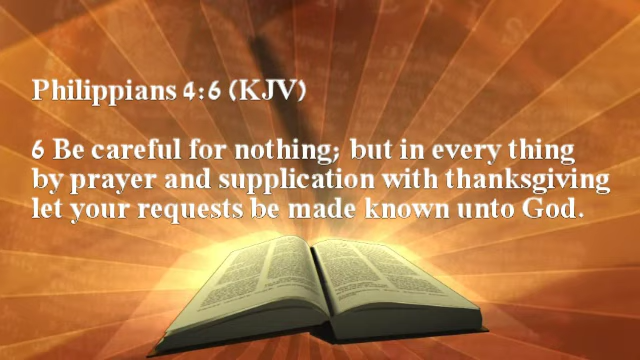 Philippians 4:6 (KJV)
6 Be careful for nothing; but in every thing
by prayer and supplication with thanksgiving
let your requests be made known unto God.